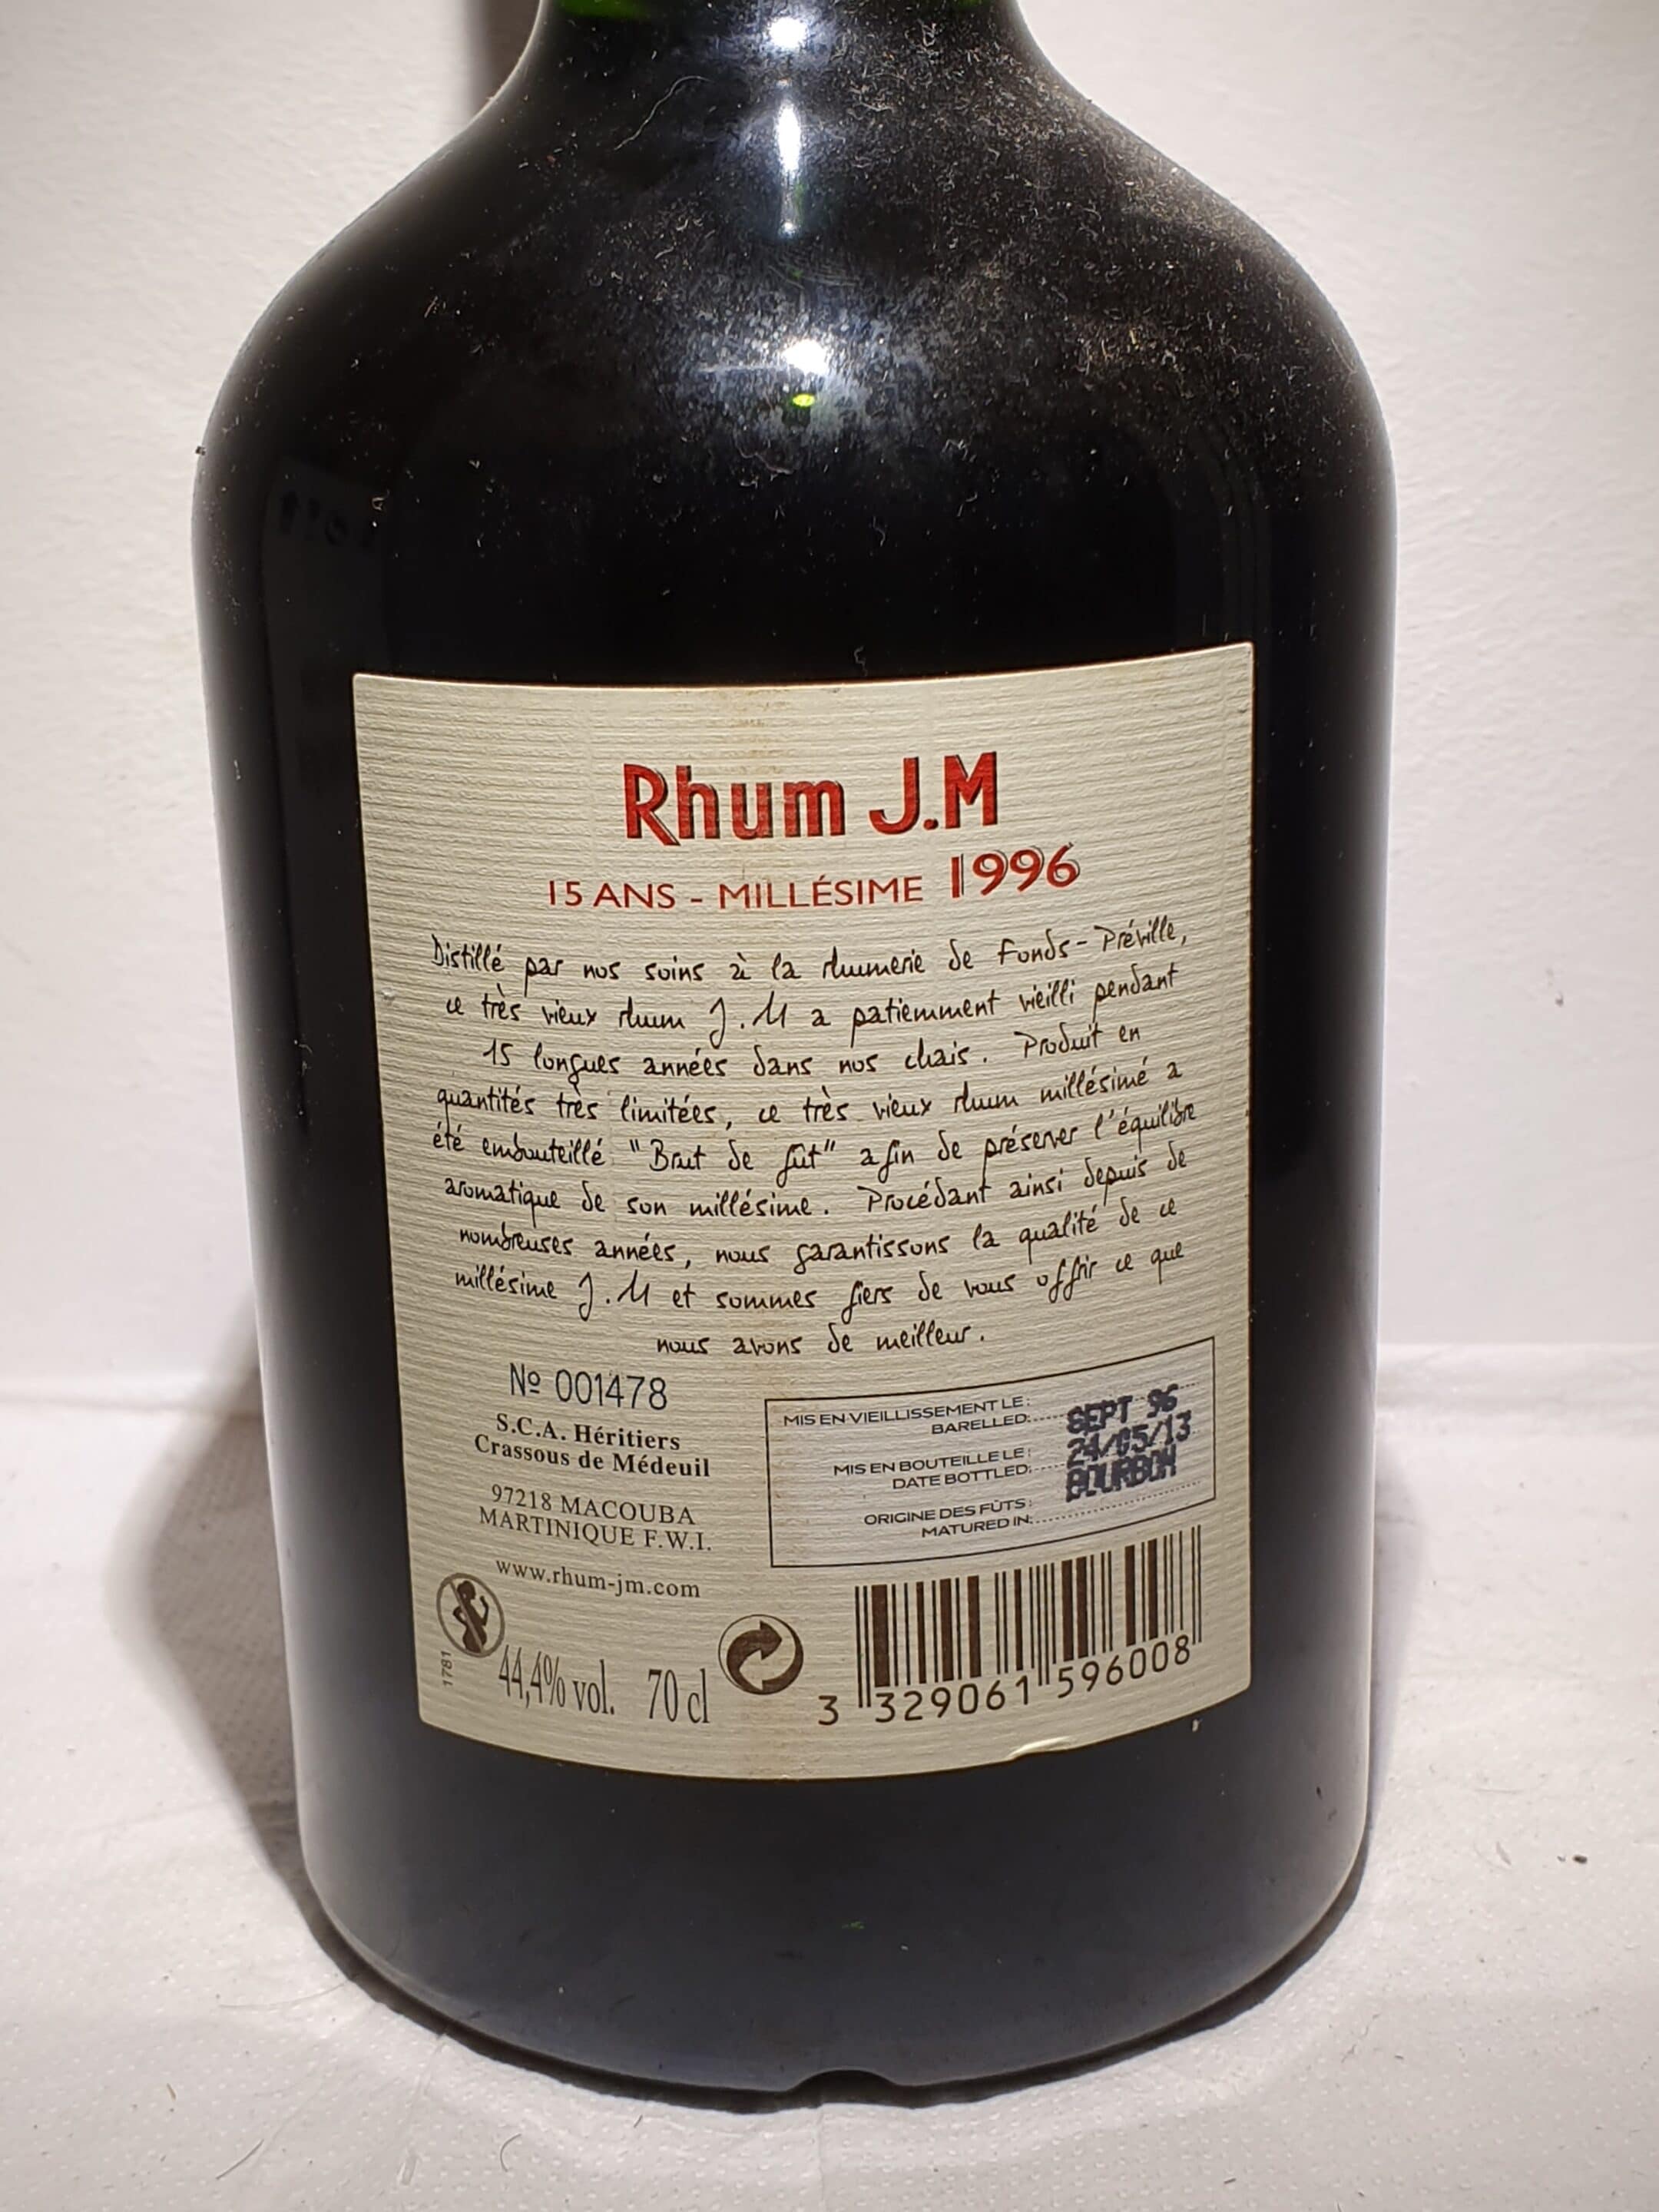 Rhum J.M
15 ANS - MILLÉSIME 1996
Distillé par nos soins à la rhumerie de Fonds-Préville,
ce très vieux rhum J.M a patiemment vieilli pendant
15 longues années dans nos chais. Produit en
quantités très limitées, ce très vieux rhum millésimé a
été embouteillé "Brut de fût" afin de préserver l'équilibre
aromatique de son millésime. Procédant ainsi depuis de
nombreuses années, nous garantissons la qualité de ce
millésime J.M et sommes fiers de vous offrir ce que
nous avons de meilleur.
Nº 001478
S.C.A. Héritiers
Crassous de Médeuil
97218 MACOUBA
MARTINIQUE F.W.I.
www.rhum-jm.com
MIS EN VIEILLISSEMENT LE :
BARELLED: SEPT 96
MIS EN BOUTEILLE LE : 24/05/13
DATE BOTTLED: BOURBON
ORIGINE DES FÛTS :
MATURED IN:
1781
44,4% vol. 70 cl
3 329061 596008